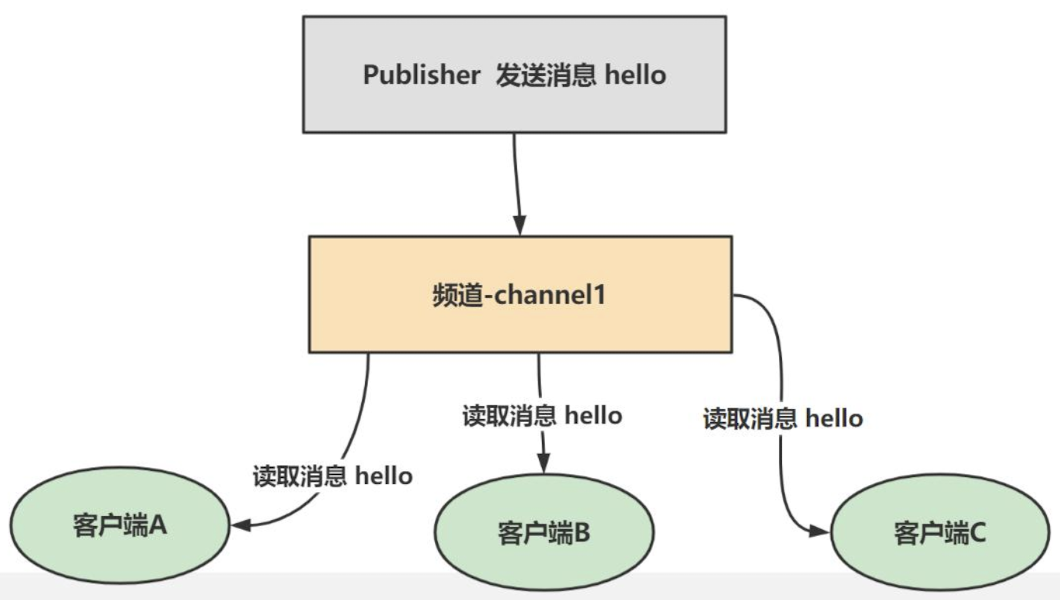 Publisher 发送消息 hello
频道-channel1
读取消息 hello
读取消息 hello
读取消息 hello
客户端A
客户端B
客户端C